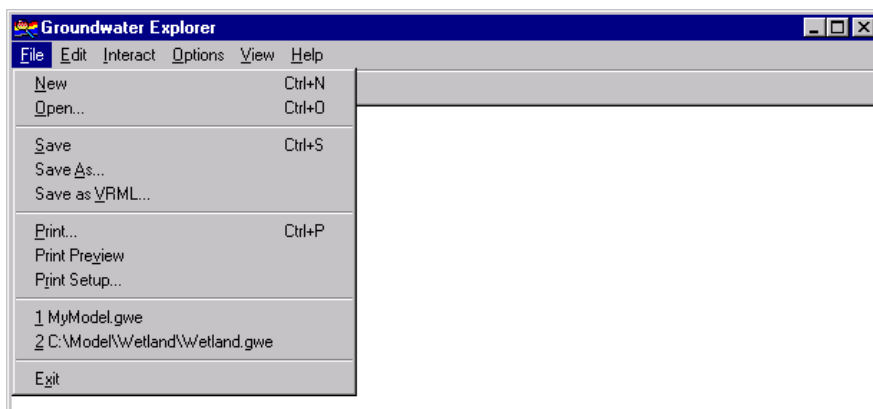 Groundwater Explorer
File Edit Interact Options View Help
New Ctrl+N
Open... Ctrl+O
Save Ctrl+S
Save As...
Save as VRML...
Print... Ctrl+P
Print Preview
Print Setup...
1 MyModel.gwe
2 C:\Model\Wetland\Wetland.gwe
Exit